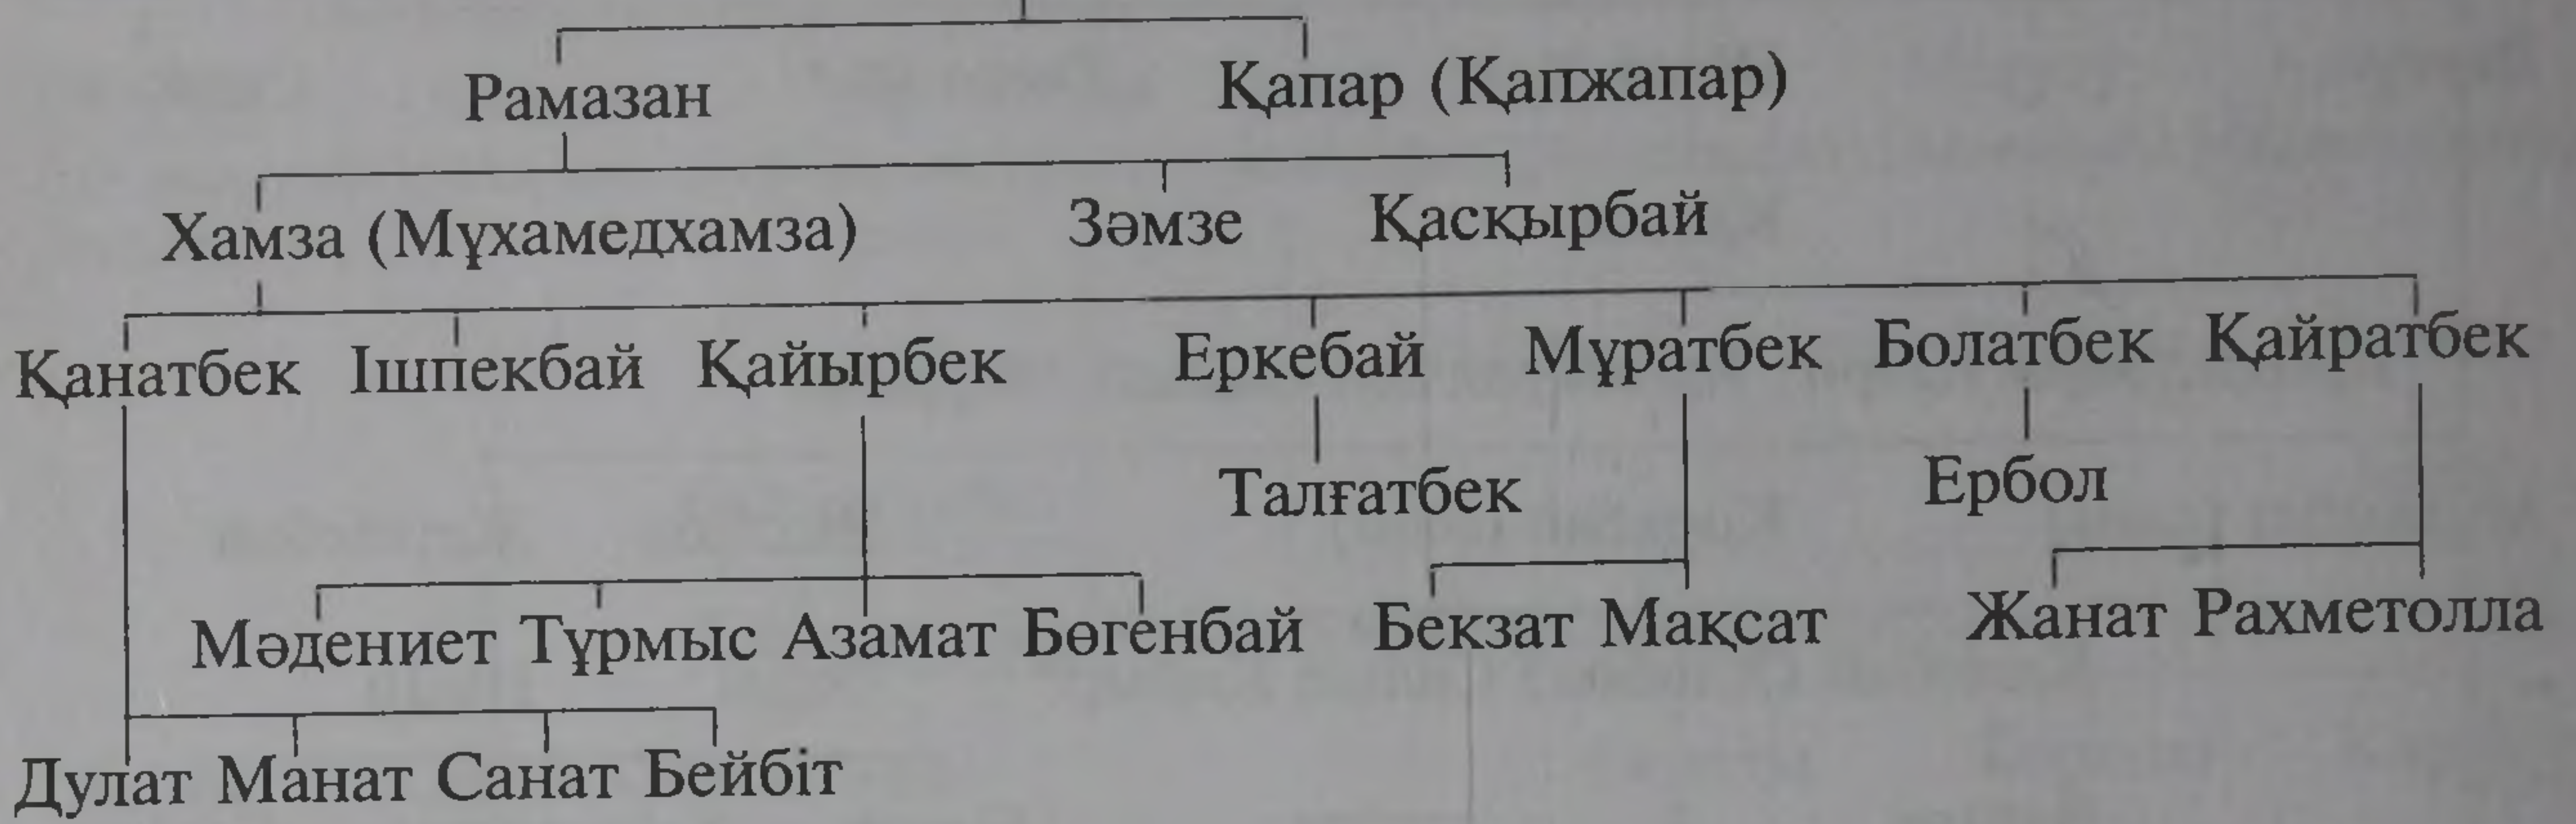 Рамазан Қапар (Қапжапар)
Хамза (Мұхамедхамза) Зәмзе Қасқырбай
Қанатбек Ішпекбай Қайырбек Еркебай Мұратбек Болатбек Қайратбек
Талғатбек Ербол
Мәдениет Тұрмыс Азамат Бөгенбай Бекзат Мақсат Жанат Рахметолла
Дулат Манат Санат Бейбіт